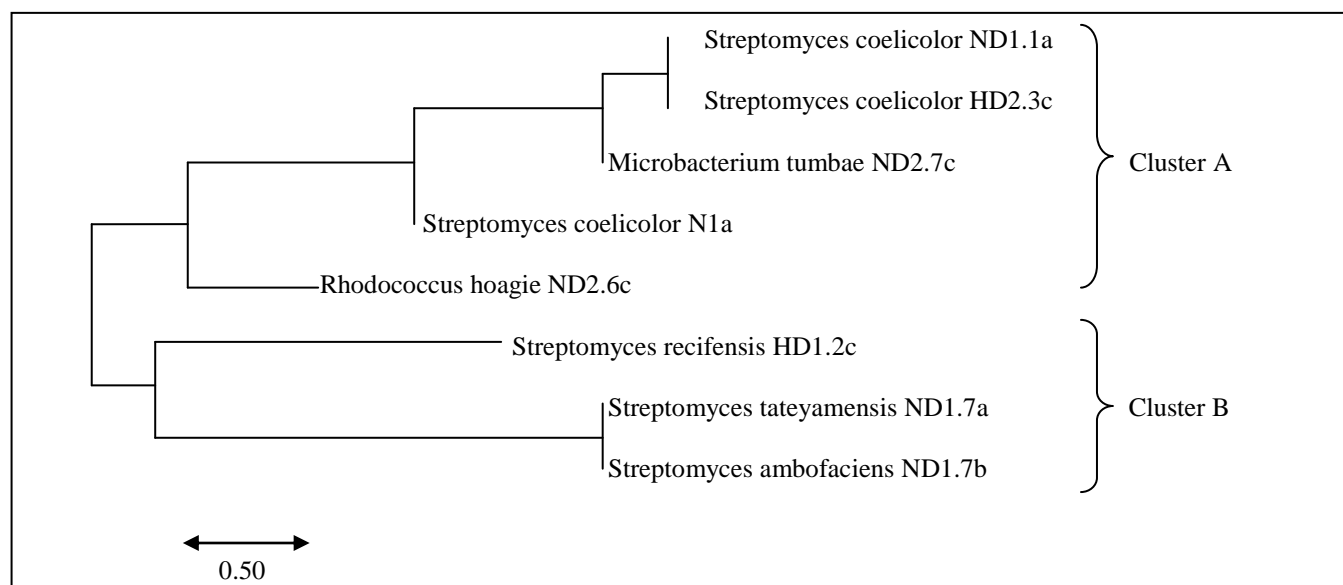 Streptomyces coelicolor ND1.1a
Streptomyces coelicolor HD2.3c
Microbacterium tumbae ND2.7c
Streptomyces coelicolor N1a
Rhodococcus hoagie ND2.6c
Cluster A
Streptomyces recifensis HD1.2c
Streptomyces tateyamensis ND1.7a
Streptomyces ambofaciens ND1.7b
Cluster B
0.50